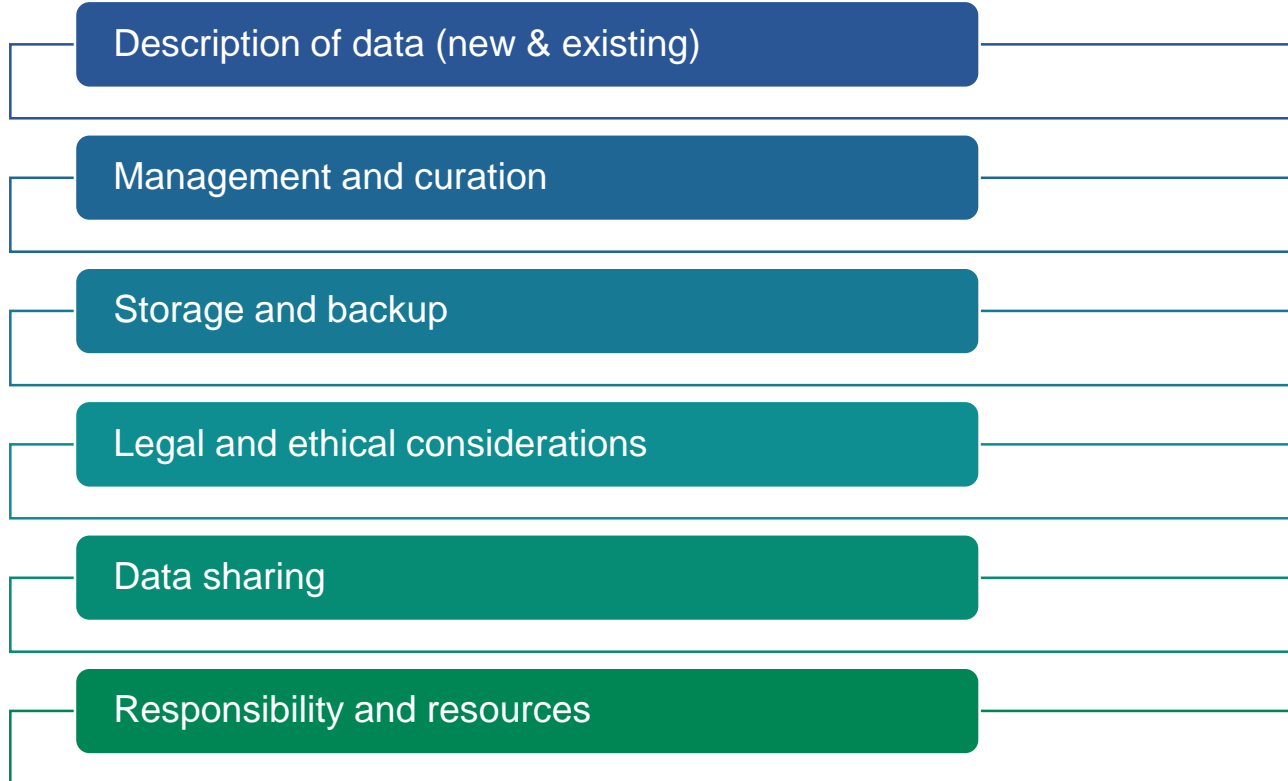 Description of data (new & existing)
Management and curation
Storage and backup
Legal and ethical considerations
Data sharing
Responsibility and resources